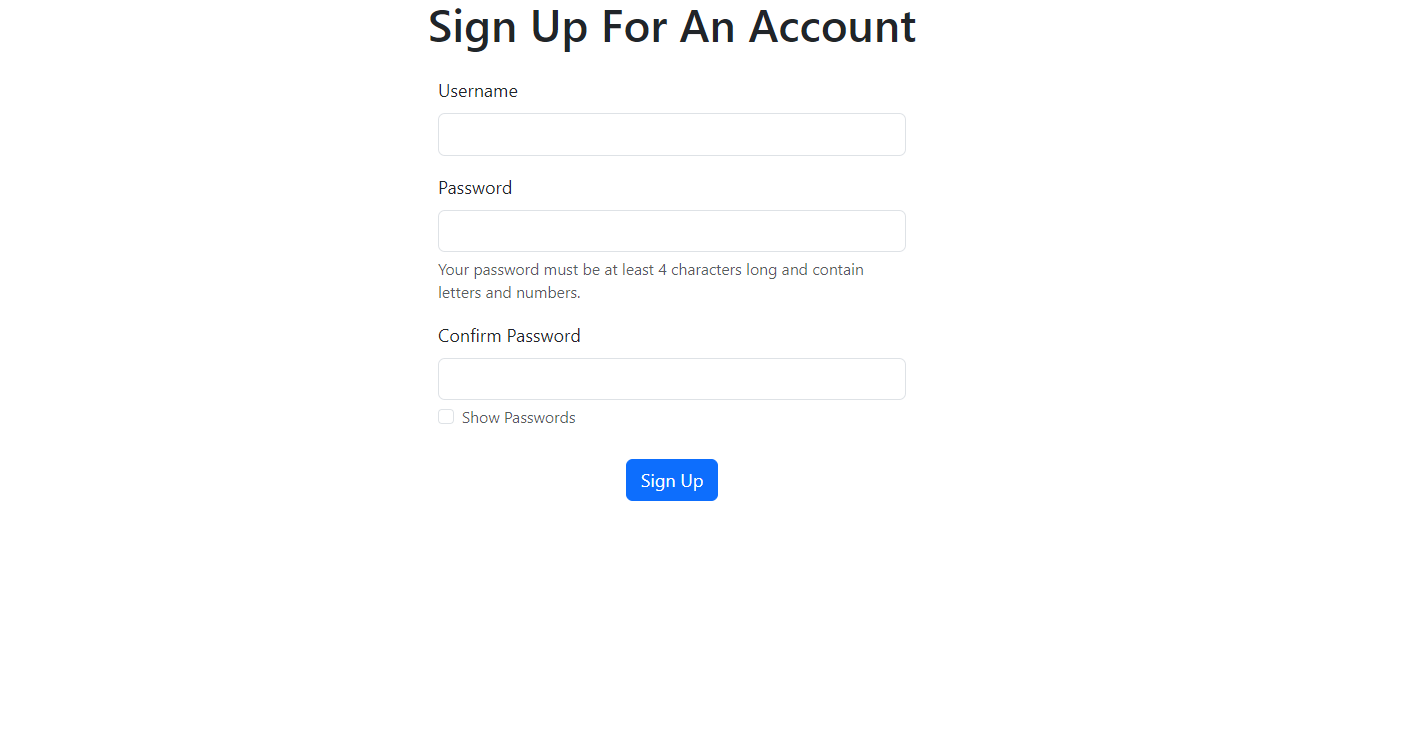 Sign Up For An Account
Username
Password
Your password must be at least 4 characters long and contain
letters and numbers.
Confirm Password
Show Passwords
Sign Up